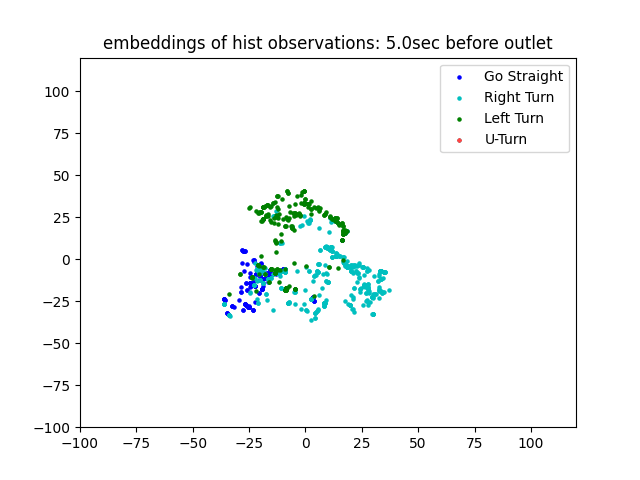 embeddings of hist observations: 5.0sec before outlet
Go Straight
Right Turn
Left Turn
U-Turn
100
75
50
25
0
−25
−50
−75
−100
−100 −75 −50 −25 0 25 50 75 100